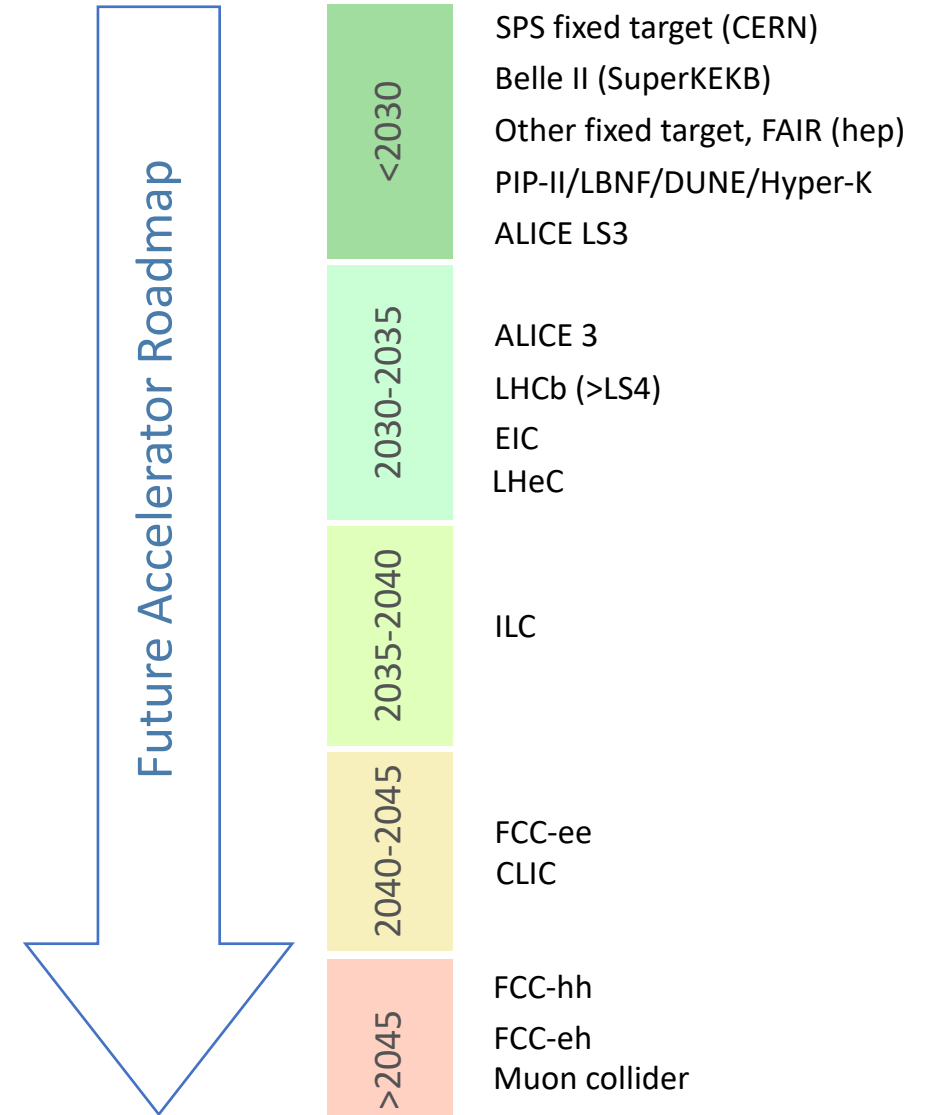 Future Accelerator Roadmap
<2030
SPS fixed target (CERN)
Belle II (SuperKEKB)
Other fixed target, FAIR (hep)
PIP-II/LBNF/DUNE/Hyper-K
ALICE LS3
2030-2035
ALICE 3
LHCb (>LS4)
EIC
LHeC
2035-2040
ILC
2040-2045
FCC-ee
CLIC
>2045
FCC-hh
FCC-eh
Muon collider